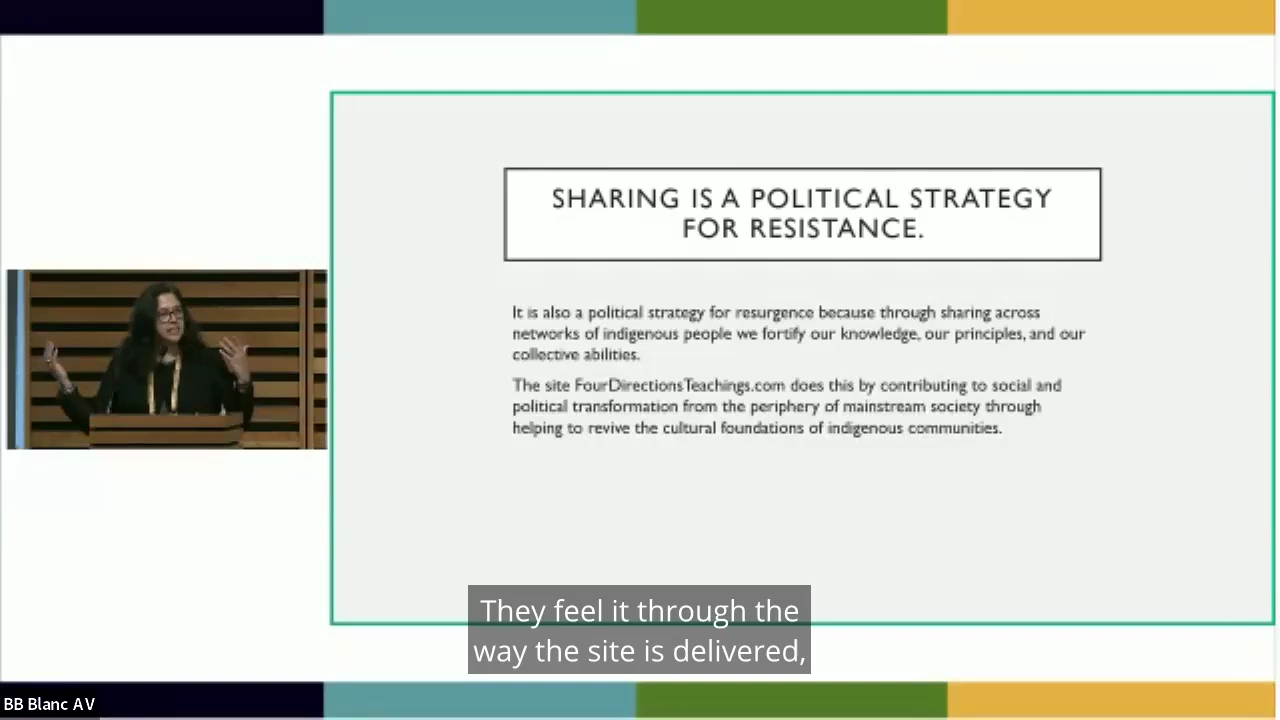 SHARING IS A POLITICAL STRATEGY
FOR RESISTANCE.
It is also a political strategy for resurgence because through sharing across
networks of indigenous people we fortify our knowledge, our principles, and our
collective abilities.
The site FourDirectionsTeachings.com does this by contributing to social and
political transformation from the periphery of mainstream society through
helping to revive the cultural foundations of indigenous communities.
They feel it through the
way the site is delivered,
BB Blanc AV